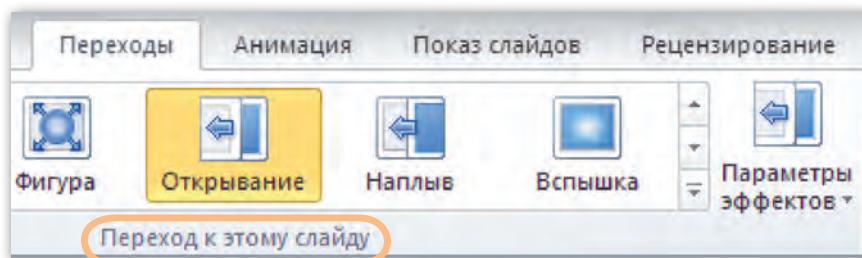 Переходы Анимация Показ слайдов Рецензирование
Фигура Открывание Наплыв Вспышка Параметры эффектов
Переход к этому слайду